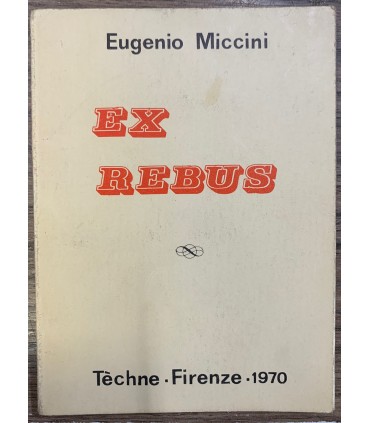 Eugenio Miccini
EX
REBUS
Tèchne · Firenze · 1970